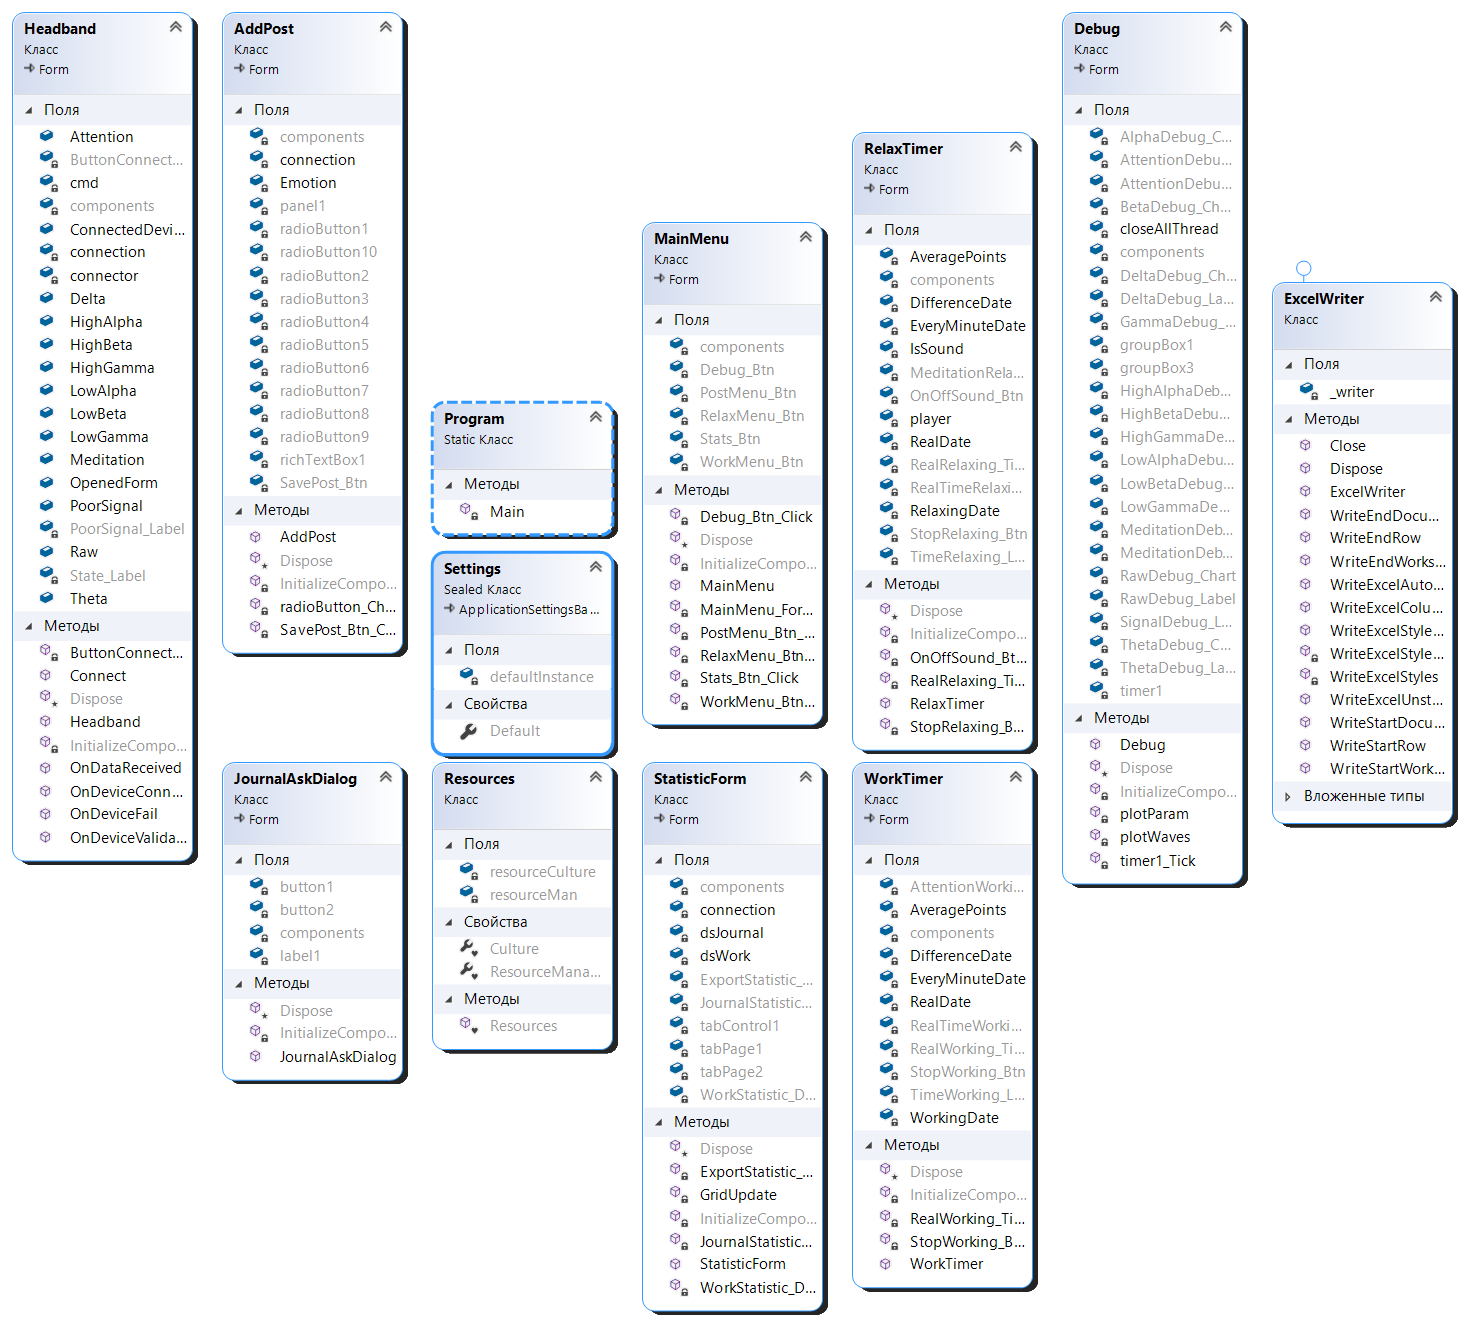 Headband
Класс
Form
Поля
Attention
ButtonConnect...
cmd
components
ConnectedDevi...
connection
connector
Delta
HighAlpha
HighBeta
HighGamma
LowAlpha
LowBeta
LowGamma
Meditation
OpenedForm
PoorSignal
PoorSignal_Label
Raw
State_Label
Theta
Методы
ButtonConnect...
Connect
Dispose
Headband
InitializeCompo...
OnDataReceived
OnDeviceConn...
OnDeviceFail
OnDeviceValida...
AddPost
Класс
Form
Поля
components
connection
Emotion
panel1
radioButton1
radioButton10
radioButton2
radioButton3
radioButton4
radioButton5
radioButton6
radioButton7
radioButton8
radioButton9
richTextBox1
SavePost_Btn
Методы
AddPost
Dispose
InitializeCompo...
radioButton_Ch...
SavePost_Btn_C...
JournalAskDialog
Класс
Form
Поля
button1
button2
components
label1
Методы
Dispose
InitializeCompo...
JournalAskDialog
Program
Static Класс
Методы
Main
Settings
Sealed Класс
ApplicationSettingsBa...
Поля
defaultInstance
Свойства
Default
Resources
Класс
Поля
resourceCulture
resourceMan
Свойства
Culture
ResourceMana...
Методы
Resources
MainMenu
Класс
Form
Поля
components
Debug_Btn
PostMenu_Btn
RelaxMenu_Btn
Stats_Btn
WorkMenu_Btn
Методы
Debug_Btn_Click
Dispose
InitializeCompo...
MainMenu
MainMenu_For...
PostMenu_Btn_...
RelaxMenu_Btn...
Stats_Btn_Click
WorkMenu_Btn...
StatisticForm
Класс
Form
Поля
components
connection
dsJournal
dsWork
ExportStatistic_...
JournalStatistic...
tabControl1
tabPage1
tabPage2
WorkStatistic_D...
Методы
Dispose
ExportStatistic_...
GridUpdate
InitializeCompo...
JournalStatistic...
StatisticForm
WorkStatistic_D...
RelaxTimer
Класс
Form
Поля
AveragePoints
components
DifferenceDate
EveryMinuteDate
IsSound
MeditationRela...
OnOffSound_Btn
player
RealDate
RealRelaxing_Ti...
RealTimeRelaxi...
RelaxingDate
StopRelaxing_Btn
TimeRelaxing_L...
Методы
Dispose
InitializeCompo...
OnOffSound_Bt...
RealRelaxing_Ti...
RelaxTimer
StopRelaxing_B...
WorkTimer
Класс
Form
Поля
AttentionWorki...
AveragePoints
components
DifferenceDate
EveryMinuteDate
RealDate
RealTimeWorki...
RealWorking_Ti...
StopWorking_Btn
TimeWorking_L...
WorkingDate
Методы
Dispose
InitializeCompo...
RealWorking_Ti...
StopWorking_B...
WorkTimer
Debug
Класс
Form
Поля
AlphaDebug_C...
AttentionDebu...
AttentionDebu...
BetaDebug_Ch...
closeAllThread
components
DeltaDebug_Ch...
DeltaDebug_La...
GammaDebug_...
groupBox1
groupBox3
HighAlphaDeb...
HighBetaDebu...
HighGammaDe...
LowAlphaDebu...
LowBetaDebug...
LowGammaDe...
MeditationDeb...
MeditationDeb...
RawDebug_Chart
RawDebug_Label
SignalDebug_L...
ThetaDebug_C...
ThetaDebug_La...
timer1
Методы
Debug
Dispose
InitializeCompo...
plotParam
plotWaves
timer1_Tick
ExcelWriter
Класс
Поля
_writer
Методы
Close
Dispose
ExcelWriter
WriteEndDocu...
WriteEndRow
WriteEndWorks...
WriteExcelAuto...
WriteExcelColu...
WriteExcelStyle...
WriteExcelStyle...
WriteExcelStyles
WriteExcelUnst...
WriteStartDocu...
WriteStartRow
WriteStartWork...
Вложенные типы